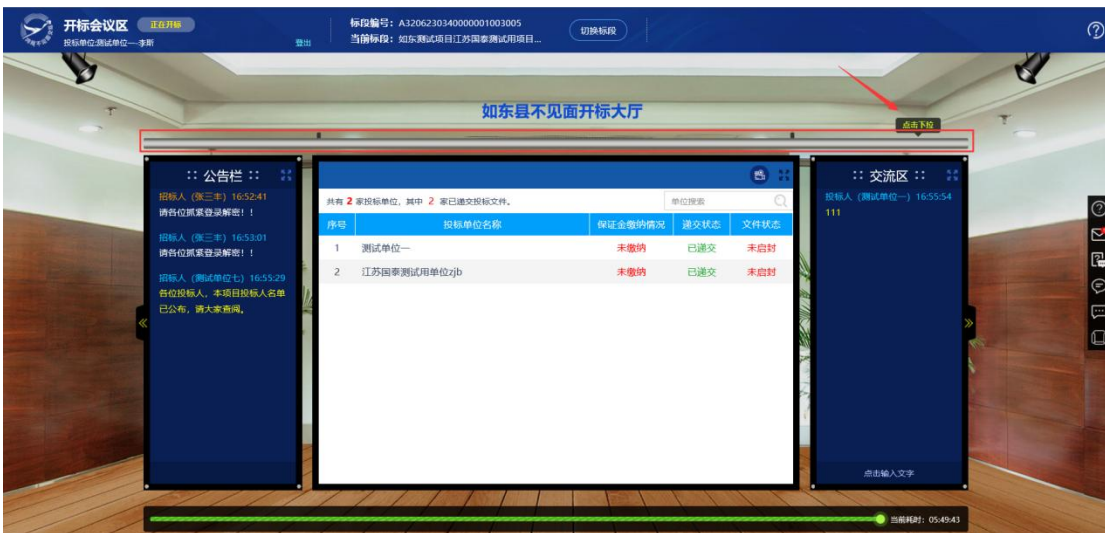 开标会议区 正在开标
投标单位:测试单位一-李斯
登出
标段编号：A3206230340000001003005
当前标段：如东测试项目江苏国泰测试用项目...
切换标段
如东县不见面开标大厅
点击下拉
:: 公告栏 ::
招标人（张三丰）16:52:41
请各位抓紧登录解密！！
招标人（张三丰）16:53:01
请各位抓紧登录解密！！
招标人（测试单位七）16:55:29
各位投标人，本项目投标人名单
已公布，请大家查阅。
共有 2 家投标单位，其中 2 家已递交投标文件。
单位搜索
序号 投标单位名称 保证金缴纳情况 递交状态 文件状态
1 测试单位一 未缴纳 已递交 未启封
2 江苏国泰测试用单位zjb 未缴纳 已递交 未启封
:: 交流区 ::
投标人（测试单位一）16:55:54
111
点击输入文字
当前耗时：05:49:43